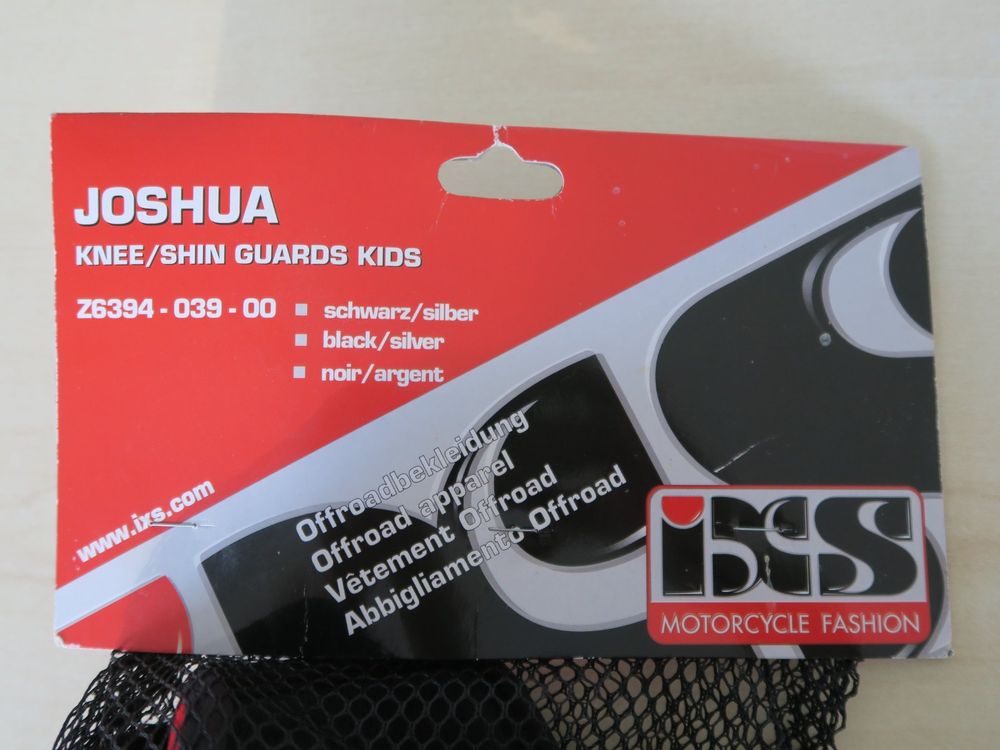 JOSHUA
KNEE/SHIN GUARDS KIDS
Z6394 - 039 - 00 ■ schwarz/silber
■ black/silver
■ noir/argent
www.ixs.com
Offroadbekleidung
Offroad apparel
Vêtement Offroad
Abbigliamento Offroad
iXS
MOTORCYCLE FASHION